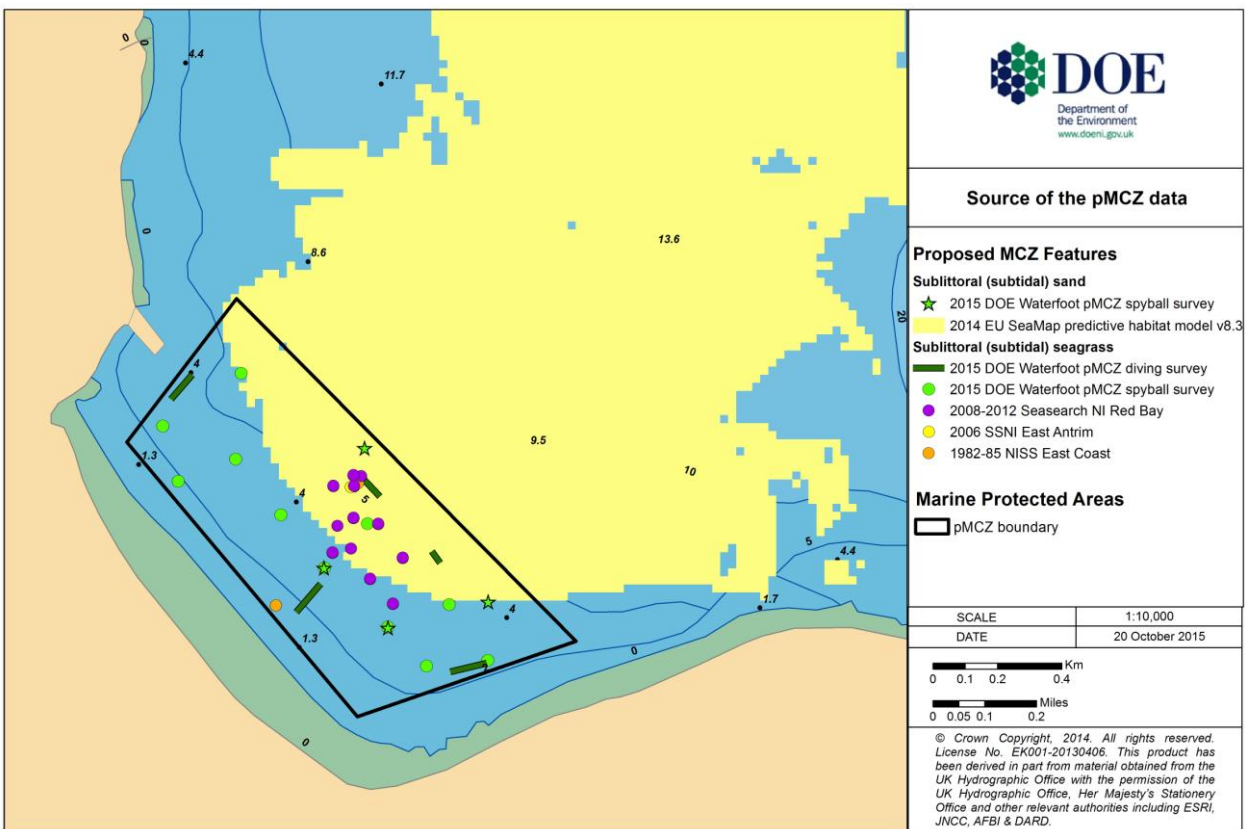 0
0
4.4
11.7
0
8.6
13.6
20
4
1.3
9.5
10
4
5
5
4.4
1.7
4
1.3
0
2
0
0
DOE
Department of
the Environment
www.doeni.gov.uk
Source of the pMCZ data
Proposed MCZ Features
Sublittoral (subtidal) sand
2015 DOE Waterfoot pMCZ spyball survey
2014 EU SeaMap predictive habitat model v8.3
Sublittoral (subtidal) seagrass
2015 DOE Waterfoot pMCZ diving survey
2015 DOE Waterfoot pMCZ spyball survey
2008-2012 Seasearch NI Red Bay
2006 SSNI East Antrim
1982-85 NISS East Coast
Marine Protected Areas
pMCZ boundary
SCALE 1:10,000
DATE 20 October 2015
Km
0 0.1 0.2 0.4
Miles
0 0.05 0.1 0.2
© Crown Copyright, 2014. All rights reserved.
License No. EK001-20130406. This product has
been derived in part from material obtained from the
UK Hydrographic Office with the permission of the
UK Hydrographic Office, Her Majesty's Stationery
Office and other relevant authorities including ESRI,
JNCC, AFBI & DARD.